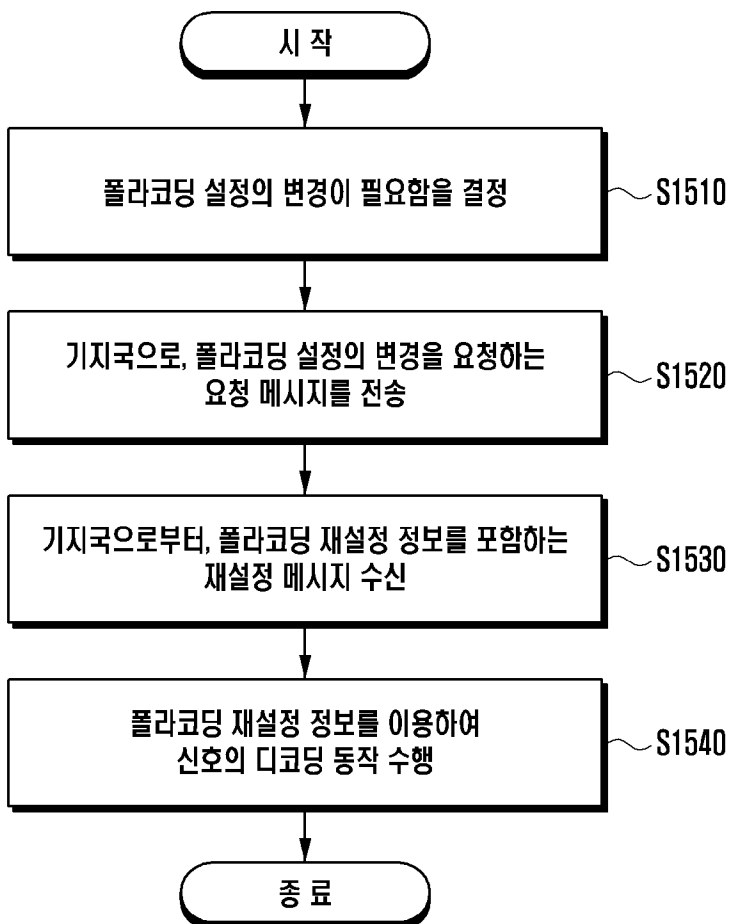 시 작
폴라코딩 설정의 변경이 필요함을 결정
S1510
기지국으로, 폴라코딩 설정의 변경을 요청하는
요청 메시지를 전송
S1520
기지국으로부터, 폴라코딩 재설정 정보를 포함하는
재설정 메시지 수신
S1530
폴라코딩 재설정 정보를 이용하여
신호의 디코딩 동작 수행
S1540
종 료